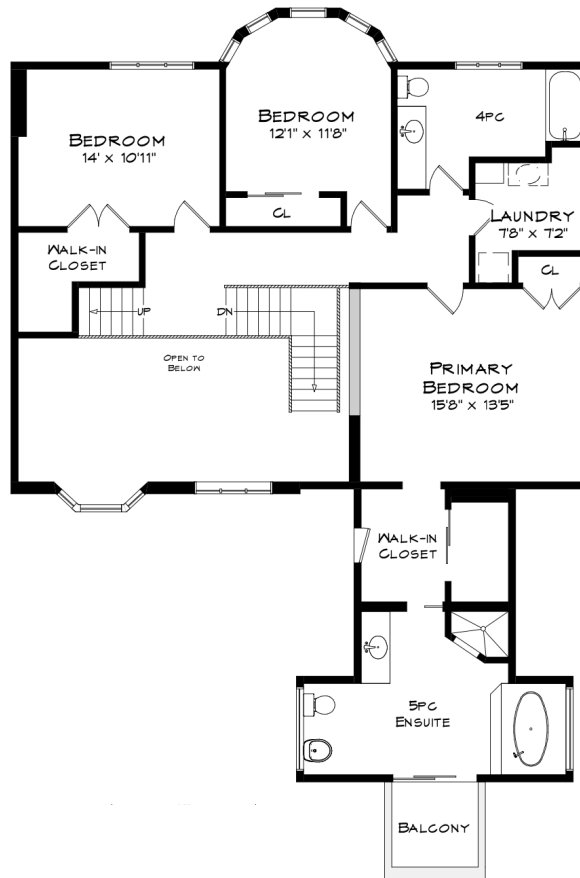 BEDROOM
14' x 10'11"
BEDROOM
12'1" x 11'8"
4PC
CL
LAUNDRY
7'8" x 7'2"
WALK-IN
CLOSET
CL
UP
DN
OPEN TO
BELOW
PRIMARY
BEDROOM
15'8" x 13'5"
WALK-IN
CLOSET
5PC
ENSUITE
BALCONY